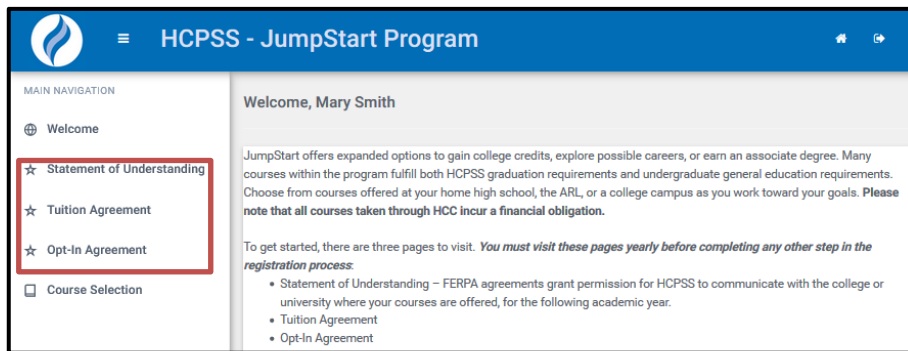 HCPSS - JumpStart Program
MAIN NAVIGATION
Welcome
Statement of Understanding
Tuition Agreement
Opt-In Agreement
Course Selection
Welcome, Mary Smith
JumpStart offers expanded options to gain college credits, explore possible careers, or earn an associate degree. Many
courses within the program fulfill both HCPSS graduation requirements and undergraduate general education requirements.
Choose from courses offered at your home high school, the ARL, or a college campus as you work toward your goals. Please
note that all courses taken through HCC incur a financial obligation.
To get started, there are three pages to visit. You must visit these pages yearly before completing any other step in the
registration process:
• Statement of Understanding – FERPA agreements grant permission for HCPSS to communicate with the college or
university where your courses are offered, for the following academic year.
• Tuition Agreement
• Opt-In Agreement